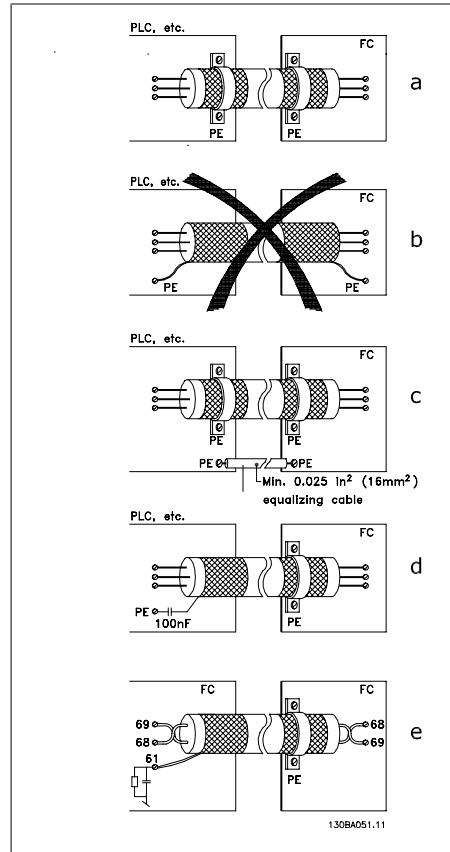 PLC, etc.
FC
PE
PE
a
PLC, etc.
FC
PE
PE
b
PLC, etc.
FC
PE
PE
c
PE
PE
Min. 0.025 in² (16mm²)
equalizing cable
PLC, etc.
FC
PE
100nF
PE
d
FC
FC
69
68
61
68
69
PE
e
130BA051.11